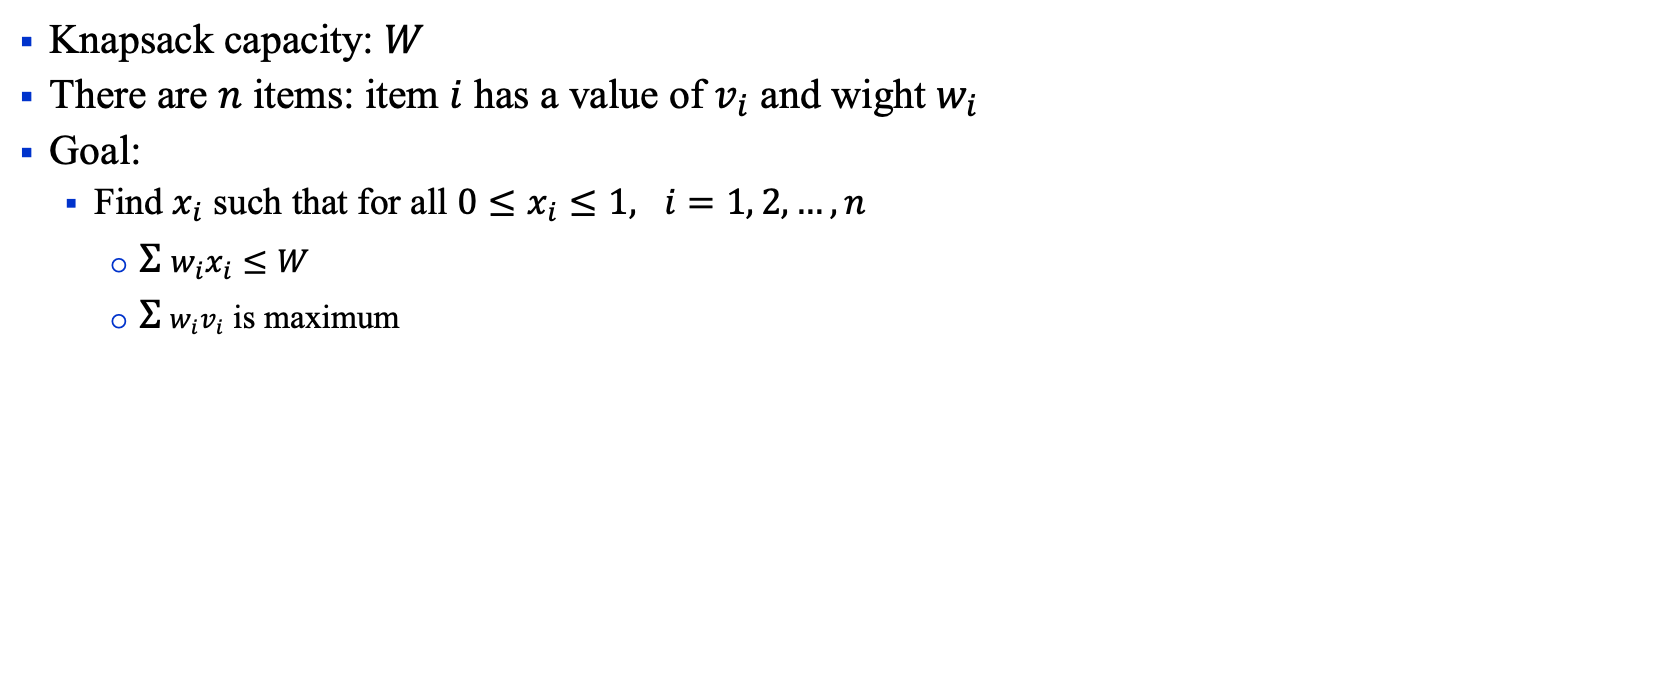 ▪ Knapsack capacity: W
▪ There are n items: item i has a value of vᵢ and wight wᵢ
▪ Goal:
▪ Find xᵢ such that for all 0 ≤ xᵢ ≤ 1, i = 1, 2, … , n
○ Σ wᵢxᵢ ≤ W
○ Σ wᵢvᵢ is maximum